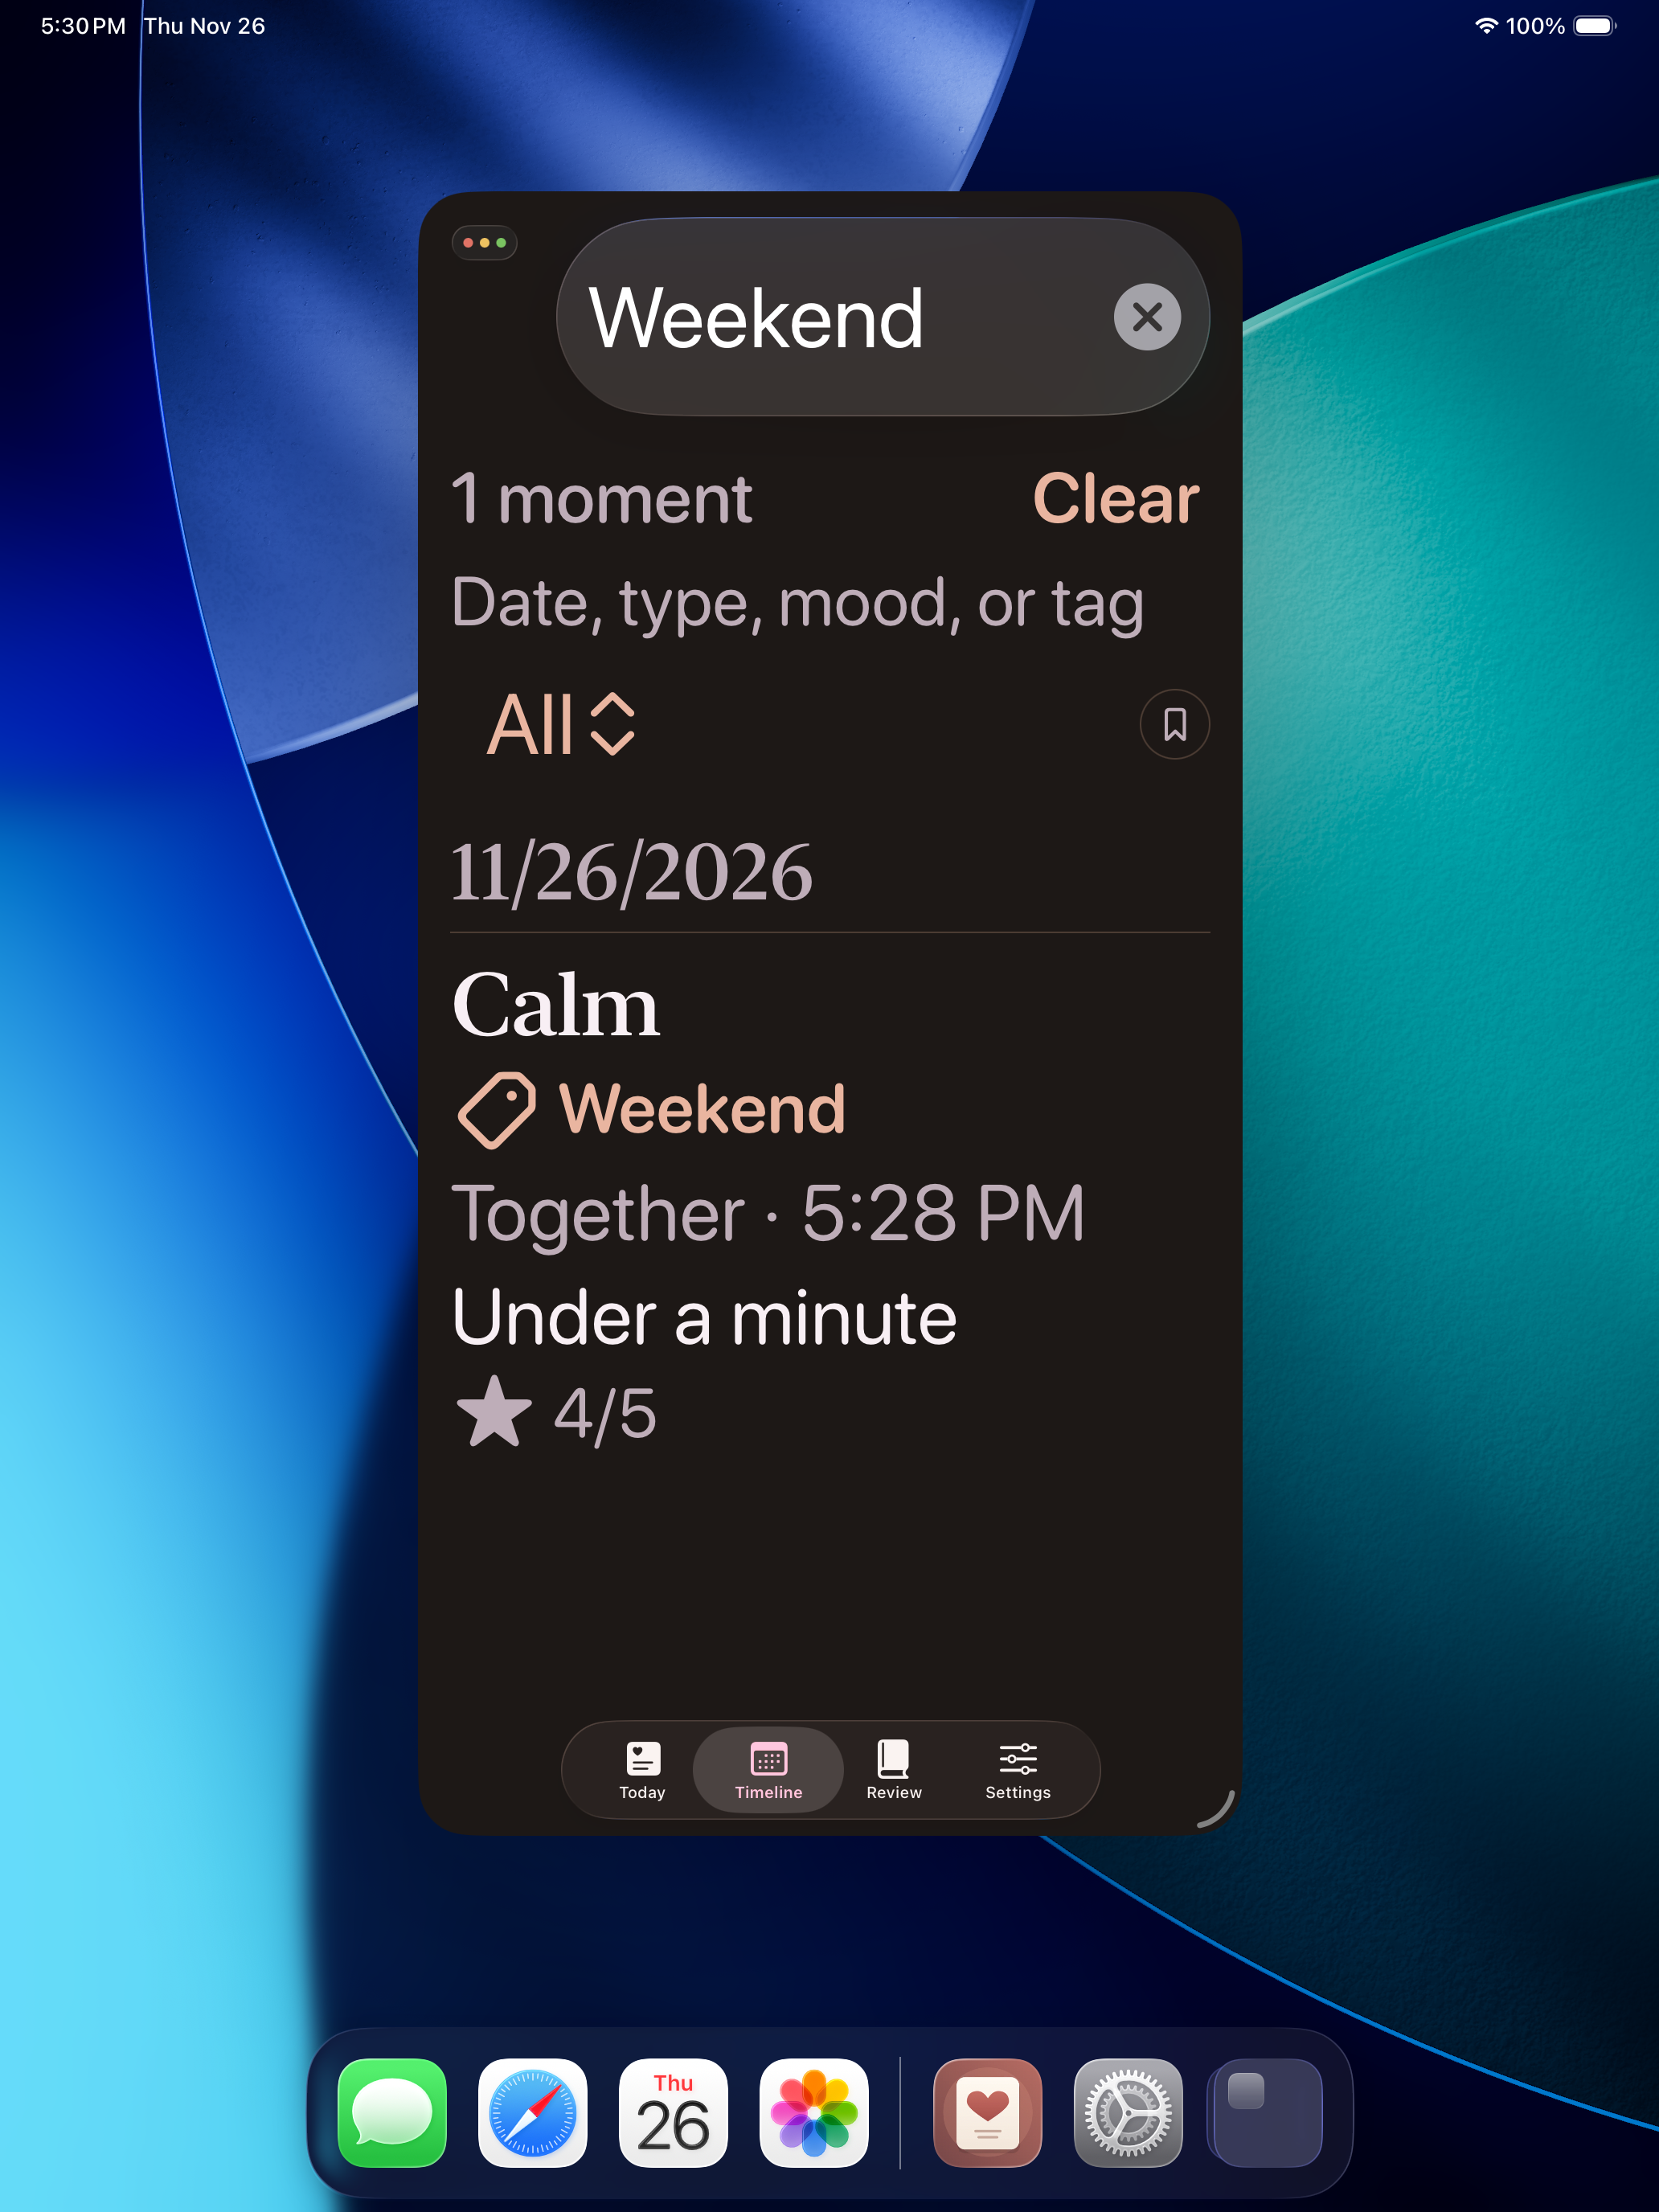 5:30 PM Thu Nov 26
100%
Weekend
1 moment
Clear
Date, type, mood, or tag
All
11/26/2026
Calm
Weekend
Together · 5:28 PM
Under a minute
4/5
Today
Timeline
Review
Settings
Thu
26